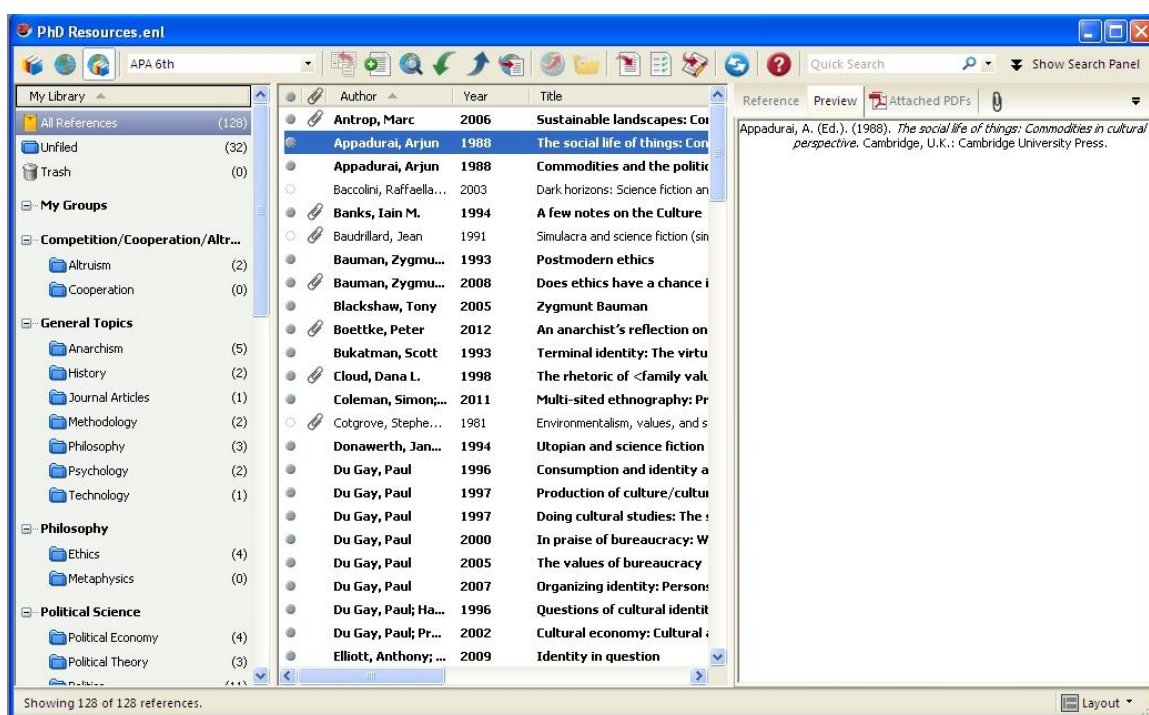 PhD Resources.enl
APA 6th
Quick Search
Show Search Panel
My Library
All References (128)
Unfiled (32)
Trash (0)
My Groups
Competition/Cooperation/Altr...
Altruism (2)
Cooperation (0)
General Topics
Anarchism (5)
History (2)
Journal Articles (1)
Methodology (2)
Philosophy (3)
Psychology (2)
Technology (1)
Philosophy
Ethics (4)
Metaphysics (0)
Political Science
Political Economy (4)
Political Theory (3)
Author Year Title
Antrop, Marc 2006 Sustainable landscapes:
Appadurai, Arjun 1988 The social life of things: Con
Appadurai, Arjun 1988 Commodities and the politic
Baccolini, Raffaella... 2003 Dark horizons: Science fiction an
Banks, Iain M. 1994 A few notes on the Culture
Baudrillard, Jean 1991 Simulacra and science fiction (sin
Bauman, Zygmu... 1993 Postmodern ethics
Bauman, Zygmu... 2008 Does ethics have a chance i
Blackshaw, Tony 2005 Zygmunt Bauman
Boettke, Peter 2012 An anarchist's reflection on
Bukatman, Scott 1993 Terminal identity: The virtu
Cloud, Dana L. 1998 The rhetoric of <family valu
Coleman, Simon;... 2011 Multi-sited ethnography: Pr
Cotgrove, Stephe... 1981 Environmentalism, values, and s
Donawerth, Jan... 1994 Utopian and science fiction
Du Gay, Paul 1996 Consumption and identity a
Du Gay, Paul 1997 Production of culture/cultu
Du Gay, Paul 1997 Doing cultural studies: The s
Du Gay, Paul 2000 In praise of bureaucracy: W
Du Gay, Paul 2005 The values of bureaucracy
Du Gay, Paul 2007 Organizing identity: Persons
Du Gay, Paul; Ha... 1996 Questions of cultural identit
Du Gay, Paul; Pr... 2002 Cultural economy: Cultural a
Elliott, Anthony; ... 2009 Identity in question
Reference Preview Attached PDFs
Appadurai, A. (Ed.). (1988). The social life of things: Commodities in cultural
perspective. Cambridge, U.K.: Cambridge University Press.
Showing 128 of 128 references.
Layout